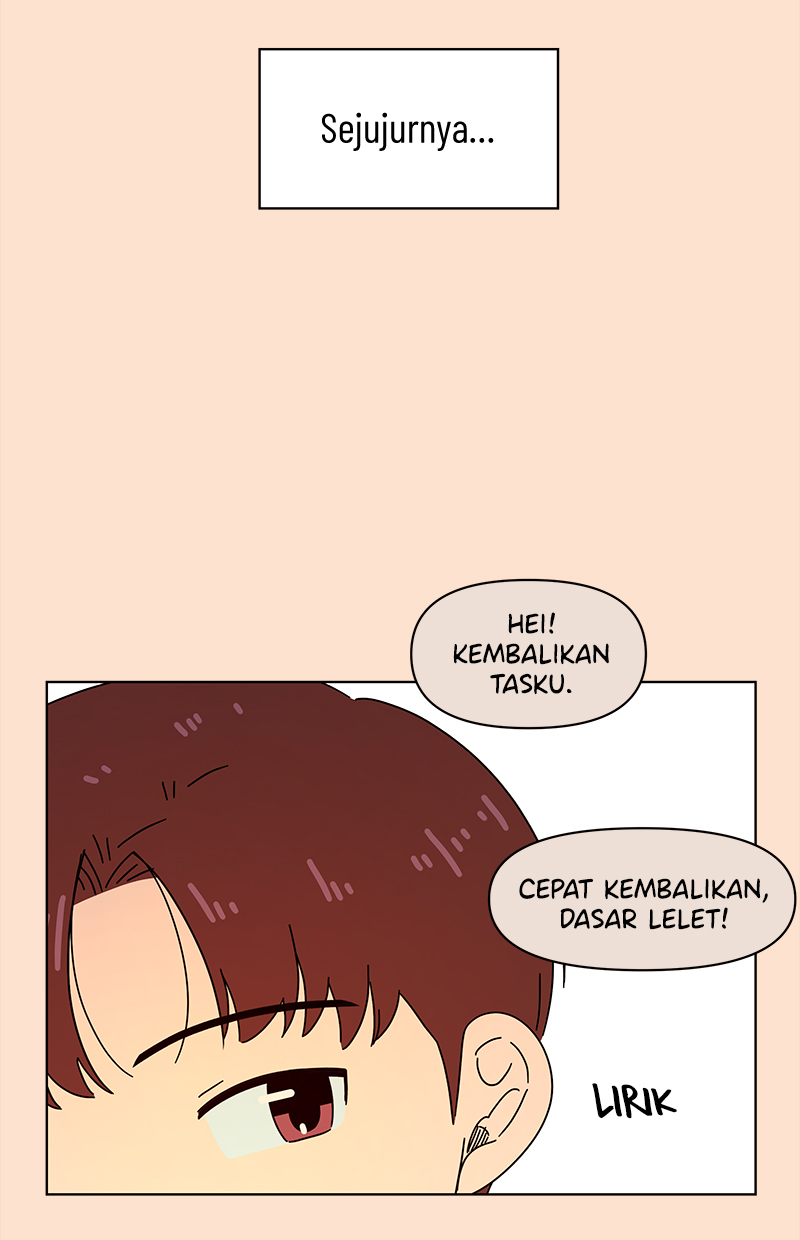 Sejujurnya...
HEI!
KEMBALIKAN
TASKU.
CEPAT KEMBALIKAN,
DASAR LELET!
LIRIK